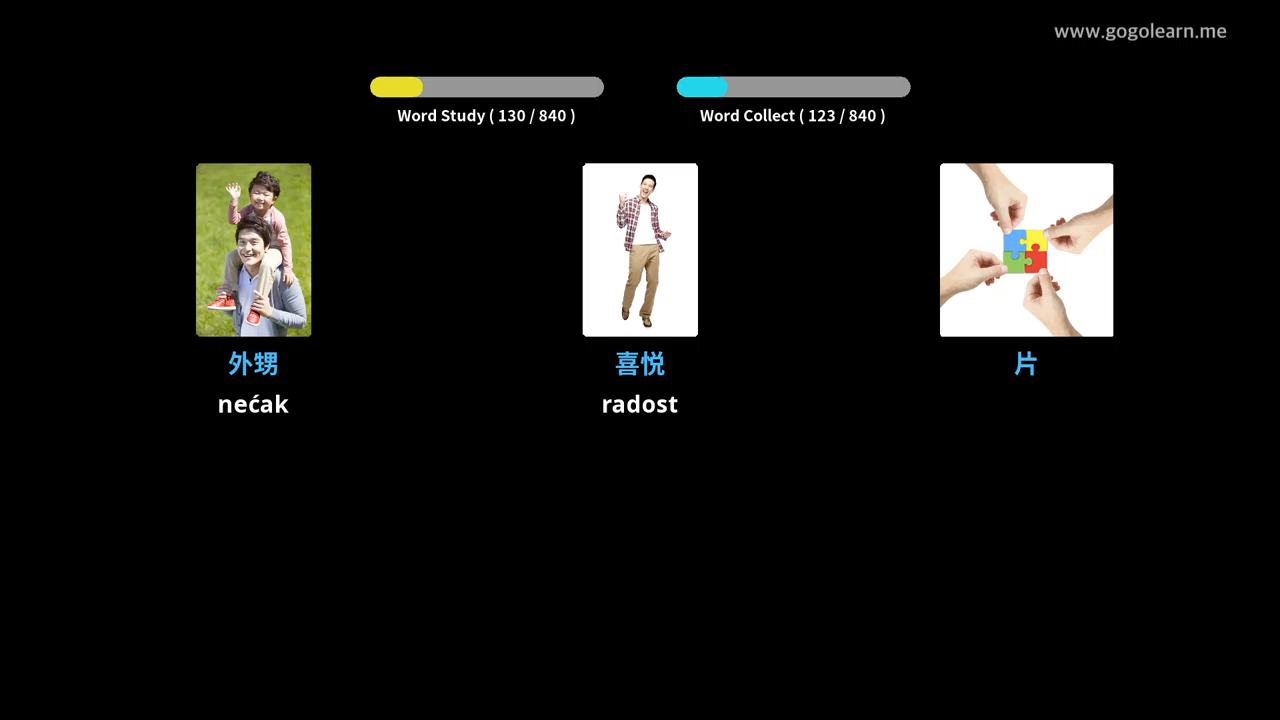 www.gogolearn.me
Word Study ( 130 / 840 )
Word Collect ( 123 / 840 )
外甥
喜悦
片
nećak
radost